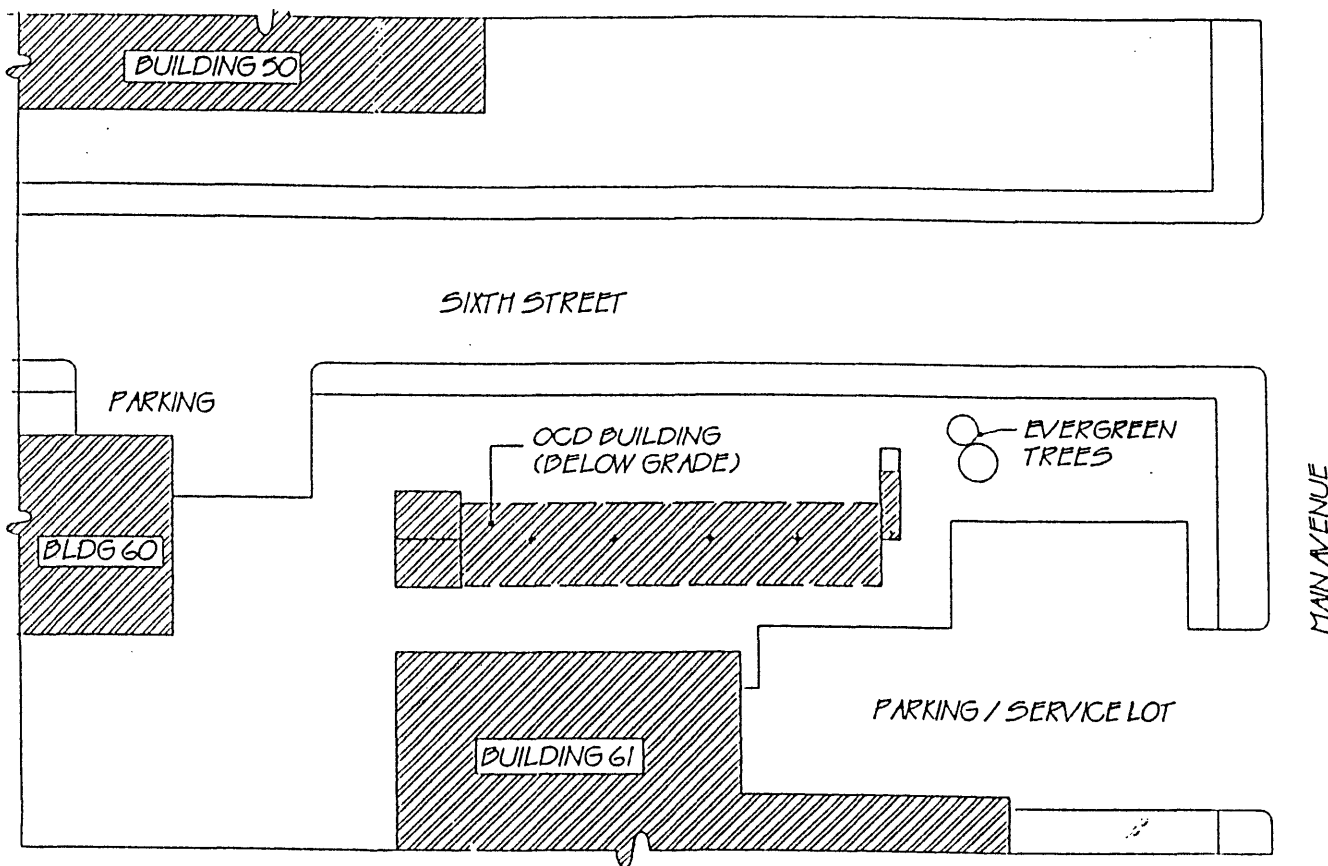 BUILDING 50
SIXTH STREET
PARKING
OCD BUILDING
(BELOW GRADE)
EVERGREEN
TREES
MAIN AVENUE
BLDG 60
PARKING / SERVICE LOT
BUILDING 61